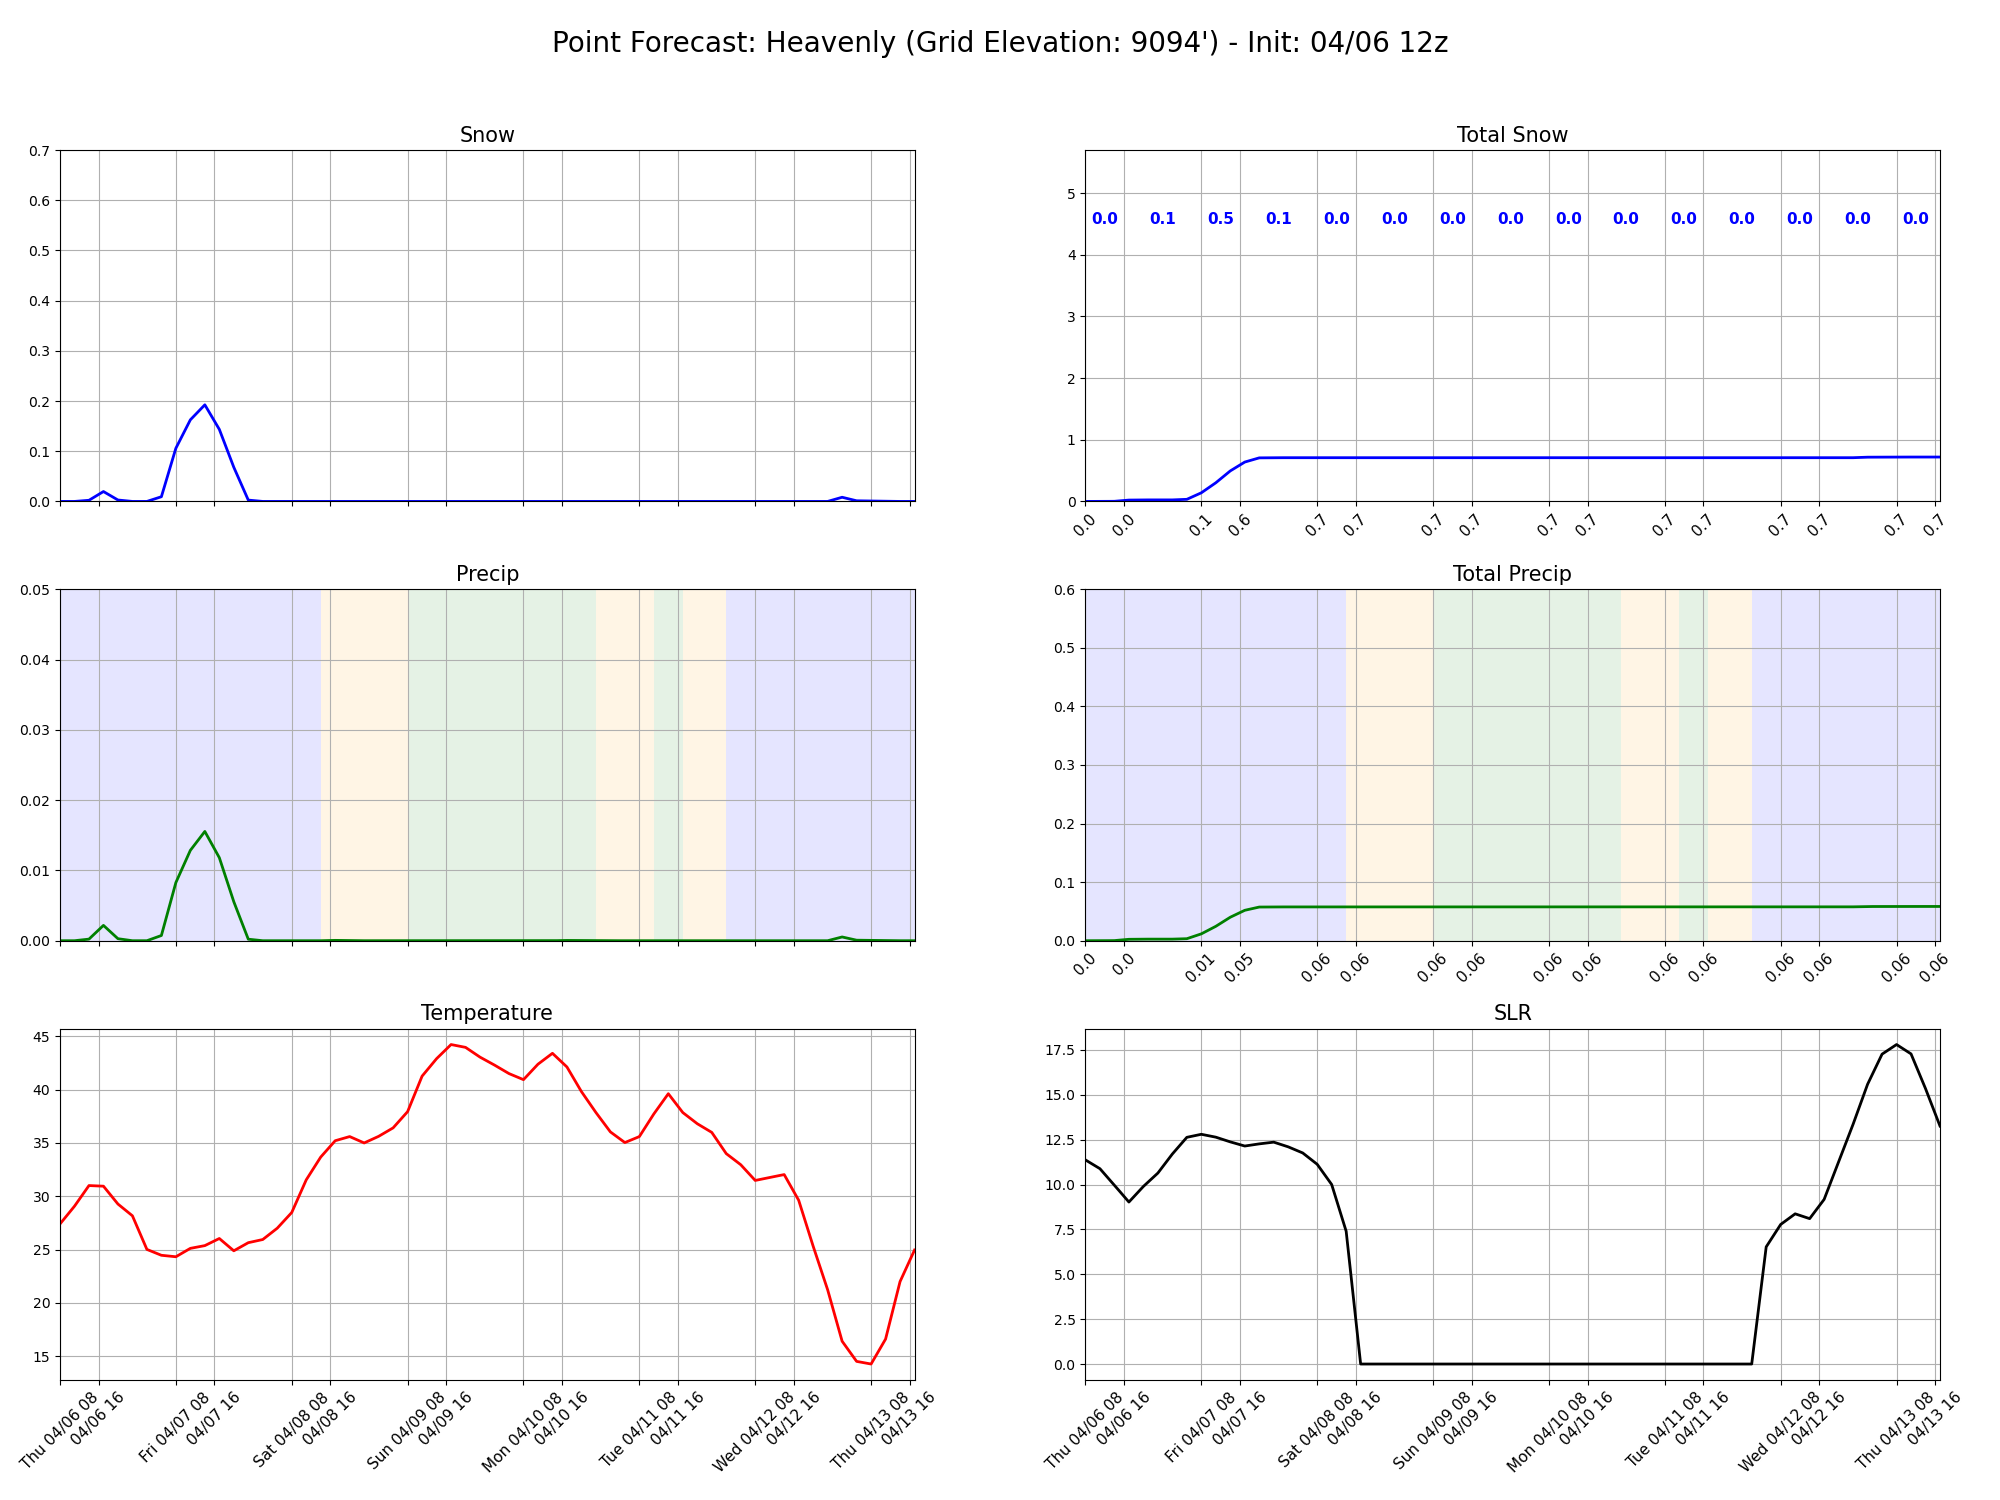 Point Forecast: Heavenly (Grid Elevation: 9094') - Init: 04/06 12z
Snow
0.7
0.6
0.5
0.4
0.3
0.2
0.1
0.0
Total Snow
5
4
3
2
1
0
0.0 0.1 0.5 0.1 0.0 0.0 0.0 0.0 0.0 0.0 0.0 0.0 0.0 0.0 0.0
0.0 0.0 0.1 0.6 0.7 0.7 0.7 0.7 0.7 0.7 0.7 0.7 0.7 0.7 0.7 0.7
Precip
0.05
0.04
0.03
0.02
0.01
0.00
Total Precip
0.6
0.5
0.4
0.3
0.2
0.1
0.0
0.0 0.0 0.01 0.05 0.06 0.06 0.06 0.06 0.06 0.06 0.06 0.06 0.06 0.06 0.06 0.06
Temperature
45
40
35
30
25
20
15
Thu 04/06 08
04/06 16
Fri 04/07 08
04/07 16
Sat 04/08 08
04/08 16
Sun 04/09 08
04/09 16
Mon 04/10 08
04/10 16
Tue 04/11 08
04/11 16
Wed 04/12 08
04/12 16
Thu 04/13 08
04/13 16
SLR
17.5
15.0
12.5
10.0
7.5
5.0
2.5
0.0
Thu 04/06 08
04/06 16
Fri 04/07 08
04/07 16
Sat 04/08 08
04/08 16
Sun 04/09 08
04/09 16
Mon 04/10 08
04/10 16
Tue 04/11 08
04/11 16
Wed 04/12 08
04/12 16
Thu 04/13 08
04/13 16